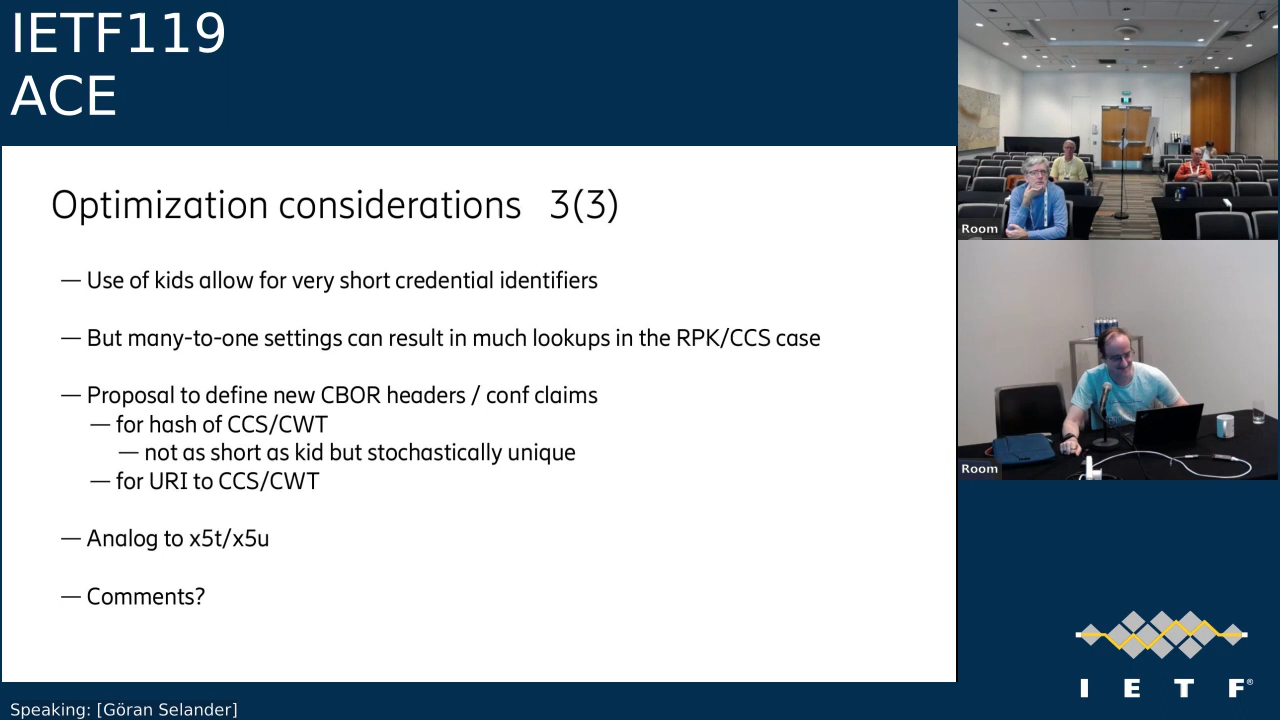 IETF119
ACE
Optimization considerations 3(3)
— Use of kids allow for very short credential identifiers
— But many-to-one settings can result in much lookups in the RPK/CCS case
— Proposal to define new CBOR headers / conf claims
— for hash of CCS/CWT
— not as short as kid but stochastically unique
— for URI to CCS/CWT
— Analog to x5t/x5u
— Comments?
Room
Room
I E T F®
Speaking: [Göran Selander]